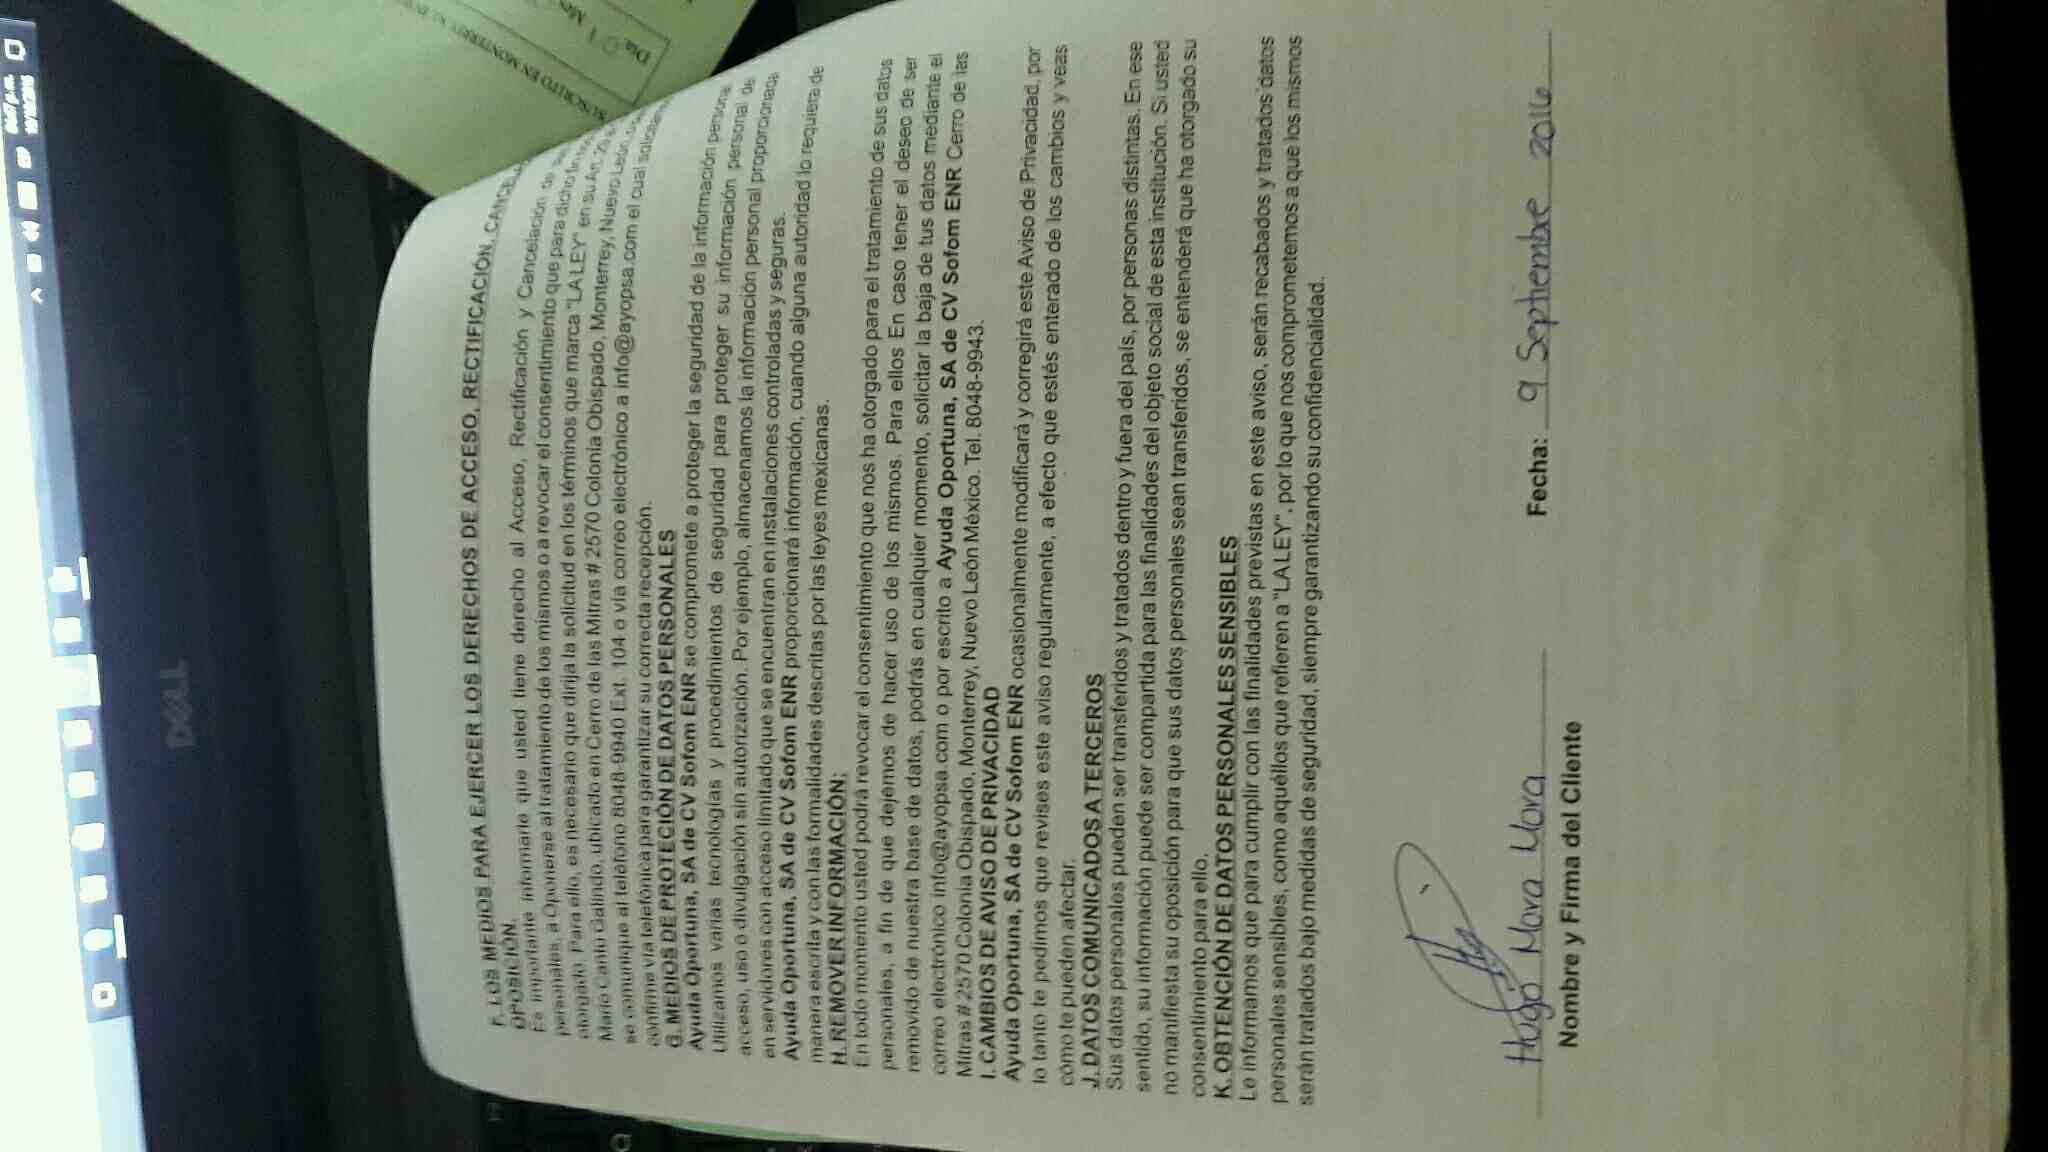 F. LOS MEDIOS PARA EJERCER LOS DERECHOS DE ACCESO, RECTIFICACIÓN,
OPOSICIÓN.
Es importante informarle que usted tiene derecho al Acceso, Rectificación y Cancelación de
personales, a Oponerse al tratamiento de los mismos o a revocar el consentimiento que para dicho
otorgado. Para ello, es necesario que dirija la solicitud en los términos que marca "LA LEY" en su Art. 29
Mario Cantú Galindo, ubicado en Cerro de las Mitras # 2570 Colonia Obispado, Monterrey, Nuevo León
se comunique al teléfono 8048-9940 Ext. 104 o vía correo electrónico a info@ayopsa.com el cual
confirme vía telefónica para garantizar su correcta recepción.
G. MEDIOS DE PROTECIÓN DE DATOS PERSONALES
Ayuda Oportuna, SA de CV Sofom ENR se compromete a proteger la seguridad de la información personal
Utilizamos varias tecnologías y procedimientos de seguridad para proteger su información personal de
acceso, uso o divulgación sin autorización. Por ejemplo, almacenamos la información personal proporcionada
en servidores con acceso limitado que se encuentran en instalaciones controladas y seguras.
Ayuda Oportuna, SA de CV Sofom ENR proporcionará información, cuando alguna autoridad lo requiera de
manera escrita y con las formalidades descritas por las leyes mexicanas.
H. REMOVER INFORMACIÓN;
En todo momento usted podrá revocar el consentimiento que nos ha otorgado para el tratamiento de sus datos
personales, a fin de que dejemos de hacer uso de los mismos. Para ellos En caso tener el deseo de ser
removido de nuestra base de datos, podrás en cualquier momento, solicitar la baja de tus datos mediante el
correo electrónico info@ayopsa.com o por escrito a Ayuda Oportuna, SA de CV Sofom ENR Cerro de las
Mitras # 2570 Colonia Obispado, Monterrey, Nuevo León México. Tel. 8048-9943.
I. CAMBIOS DE AVISO DE PRIVACIDAD
Ayuda Oportuna, SA de CV Sofom ENR ocasionalmente modificará y corregirá este Aviso de Privacidad, por
lo tanto te pedimos que revises este aviso regularmente, a efecto que estés enterado de los cambios y veas
cómo te pueden afectar.
J. DATOS COMUNICADOS A TERCEROS
Sus datos personales pueden ser transferidos y tratados dentro y fuera del país, por personas distintas. En ese
sentido, su información puede ser compartida para las finalidades del objeto social de esta institución. Si usted
no manifiesta su oposición para que sus datos personales sean transferidos, se entenderá que ha otorgado su
consentimiento para ello.
K. OBTENCIÓN DE DATOS PERSONALES SENSIBLES
Le informamos que para cumplir con las finalidades previstas en este aviso, serán recabados y tratados datos
personales sensibles, como aquéllos que refieren a "LA LEY", por lo que nos comprometemos a que los mismos
serán tratados bajo medidas de seguridad, siempre garantizando su confidencialidad.
Hugo Mora Mora
Nombre y Firma del Cliente
Fecha: 9 Septiembre 2016
DELL
SUSCRITO EN MONTERREY
Día Mes